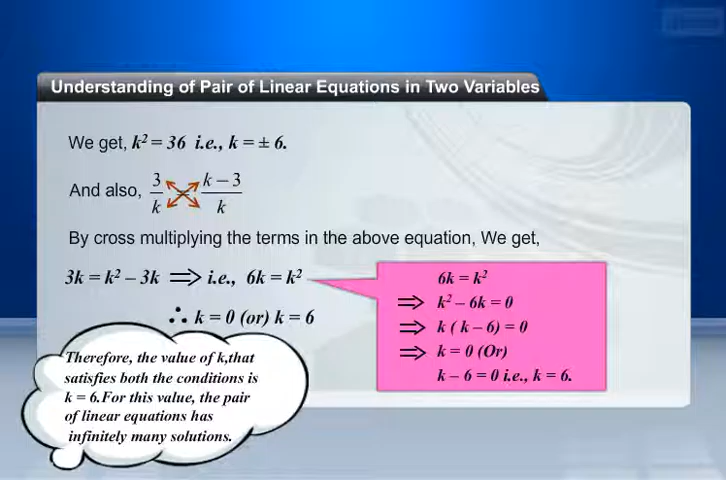 Understanding of Pair of Linear Equations in Two Variables
We get, k² = 36 i.e., k = ± 6.
And also, 3/k = k – 3/k
By cross multiplying the terms in the above equation, We get,
3k = k² – 3k ⟹ i.e., 6k = k²
∴ k = 0 (or) k = 6
6k = k²
⟹ k² – 6k = 0
⟹ k ( k – 6) = 0
⟹ k = 0 (Or)
k – 6 = 0 i.e., k = 6.
Therefore, the value of k,that
satisfies both the conditions is
k = 6.For this value, the pair
of linear equations has
infinitely many solutions.